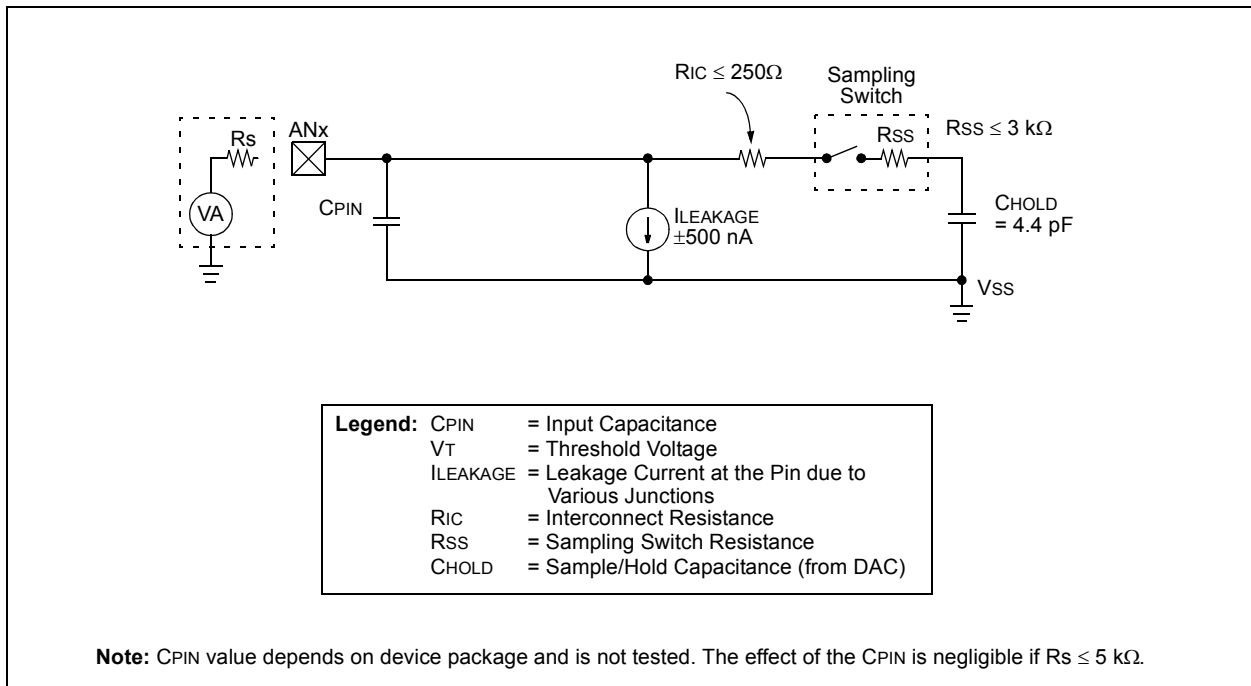 RIC ≤ 250Ω
Sampling
Switch
RSS
RSS ≤ 3 kΩ
Rs
ANx
VA
CPIN
ILEAKAGE
±500 nA
CHOLD
= 4.4 pF
VSS
Legend: CPIN = Input Capacitance
VT = Threshold Voltage
ILEAKAGE = Leakage Current at the Pin due to
Various Junctions
RIC = Interconnect Resistance
RSS = Sampling Switch Resistance
CHOLD = Sample/Hold Capacitance (from DAC)
Note: CPIN value depends on device package and is not tested. The effect of the CPIN is negligible if Rs ≤ 5 kΩ.